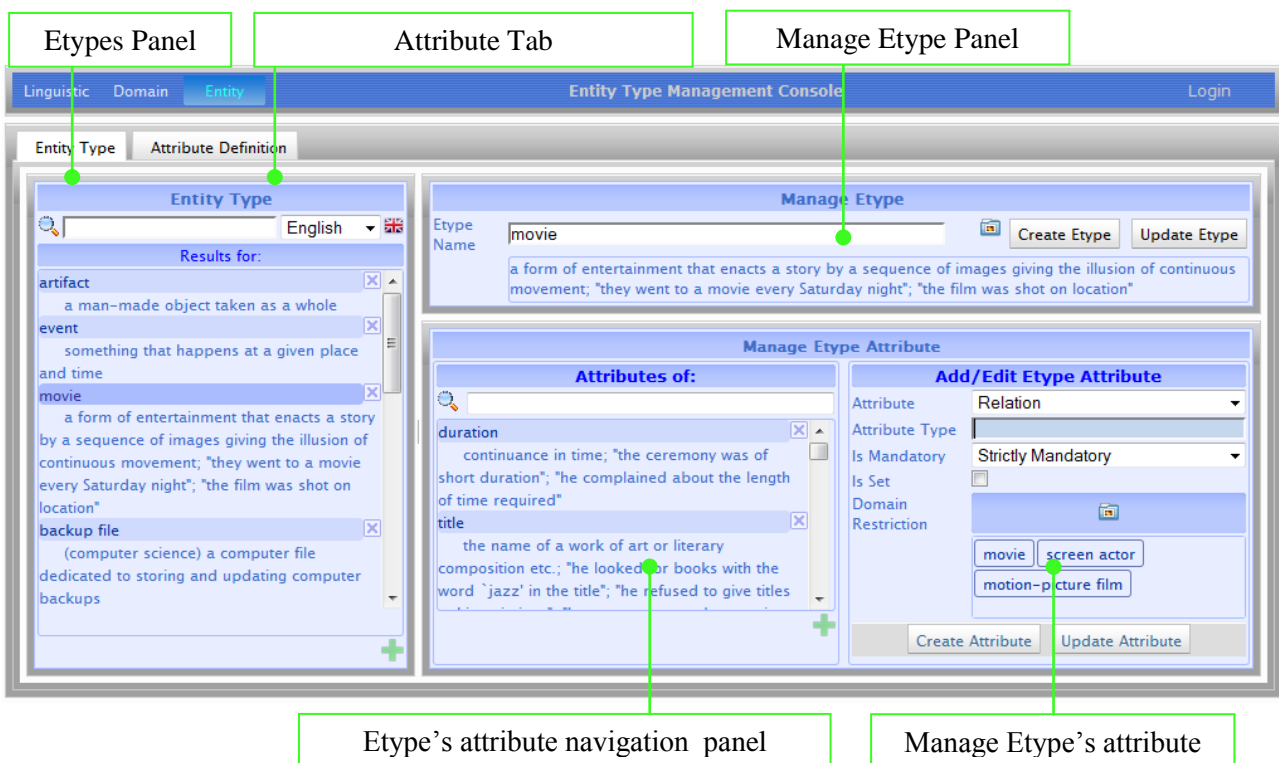 Etypes Panel
Attribute Tab
Manage Etype Panel
Linguistic Domain Entity
Entity Type Management Console
Login
Entity Type
Attribute Definition
Entity Type
English
Results for:
artifact
a man-made object taken as a whole
event
something that happens at a given place
and time
movie
a form of entertainment that enacts a story
by a sequence of images giving the illusion of
continuous movement; "they went to a movie
every Saturday night"; "the film was shot on
location"
backup file
(computer science) a computer file
dedicated to storing and updating computer
backups
Manage Etype
Etype
Name
movie
Create Etype
Update Etype
a form of entertainment that enacts a story by a sequence of images giving the illusion of continuous
movement; "they went to a movie every Saturday night"; "the film was shot on location"
Manage Etype Attribute
Attributes of:
duration
continuance in time; "the ceremony was of
short duration"; "he complained about the length
of time required"
title
the name of a work of art or literary
composition etc.; "he looked for books with the
word `jazz' in the title"; "he refused to give titles
Add/Edit Etype Attribute
Attribute
Relation
Attribute Type
Is Mandatory
Strictly Mandatory
Is Set
Domain
Restriction
movie
screen actor
motion-picture film
Create Attribute
Update Attribute
Etype's attribute navigation panel
Manage Etype's attribute